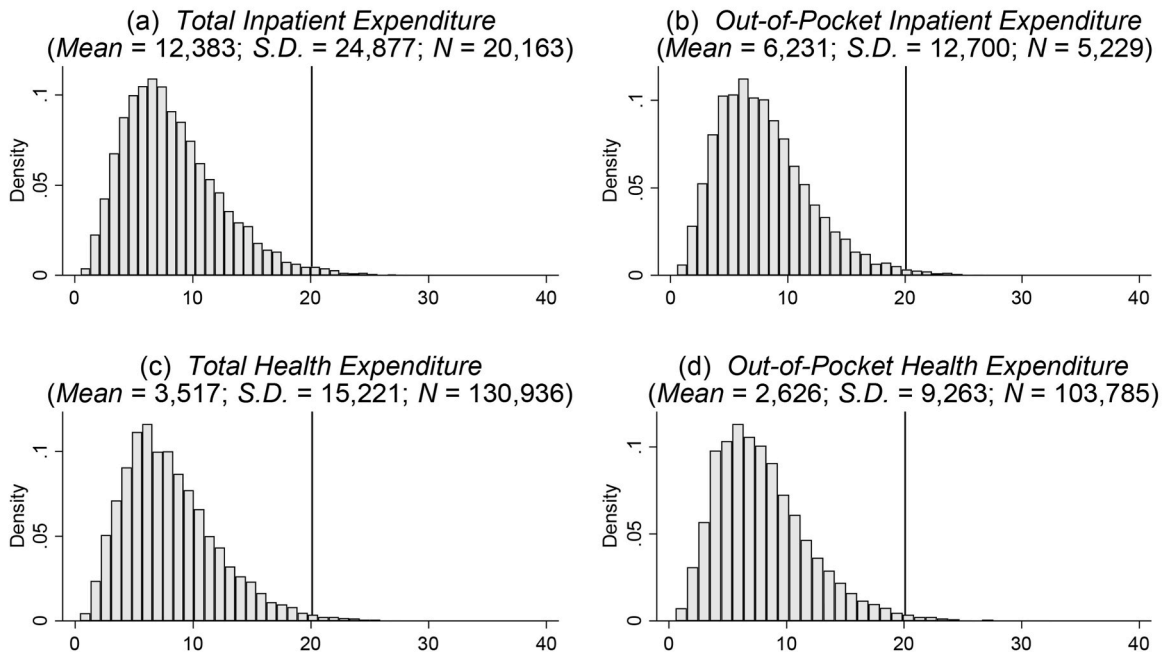 (a) Total Inpatient Expenditure
(Mean = 12,383; S.D. = 24,877; N = 20,163)
Density
.1
.05
0
0 10 20 30 40
(b) Out-of-Pocket Inpatient Expenditure
(Mean = 6,231; S.D. = 12,700; N = 5,229)
Density
.1
.05
0
0 10 20 30 40
(c) Total Health Expenditure
(Mean = 3,517; S.D. = 15,221; N = 130,936)
Density
.1
.05
0
0 10 20 30 40
(d) Out-of-Pocket Health Expenditure
(Mean = 2,626; S.D. = 9,263; N = 103,785)
Density
.1
.05
0
0 10 20 30 40